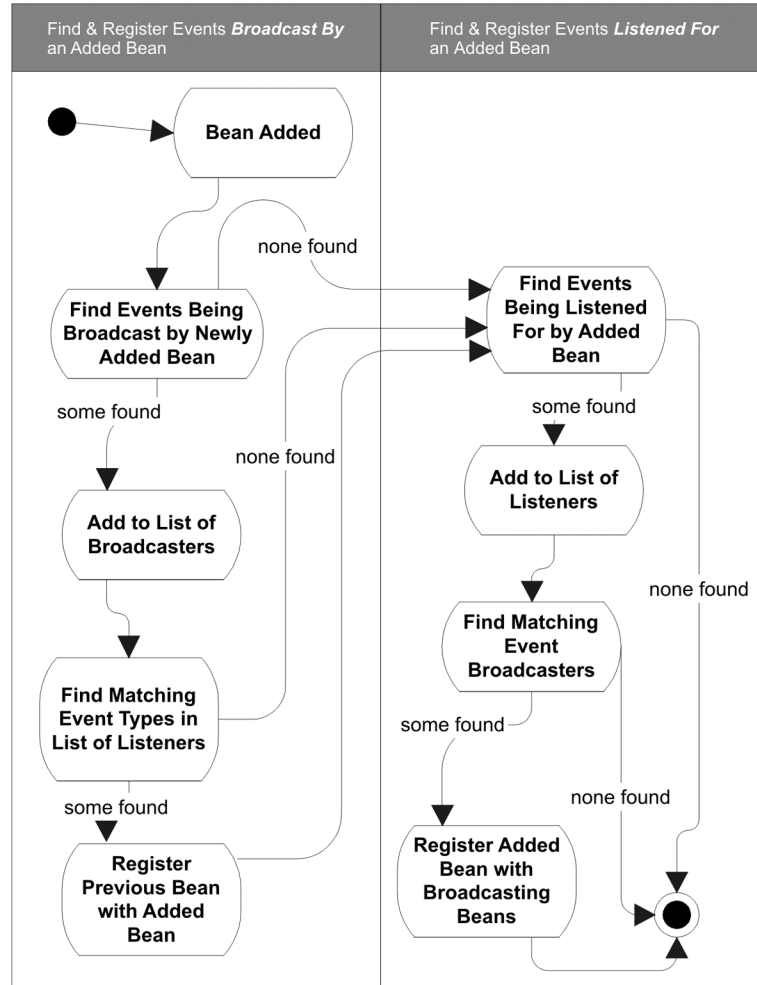 Find & Register Events Broadcast By
an Added Bean
Find & Register Events Listened For
an Added Bean
Bean Added
none found
Find Events Being
Broadcast by Newly
Added Bean
Find Events
Being Listened
For by Added
Bean
some found
some found
none found
Add to List of
Broadcasters
Add to List of
Listeners
none found
Find Matching
Event Types in
List of Listeners
Find Matching
Event
Broadcasters
some found
some found
none found
Register
Previous Bean
with Added
Bean
Register Added
Bean with
Broadcasting
Beans